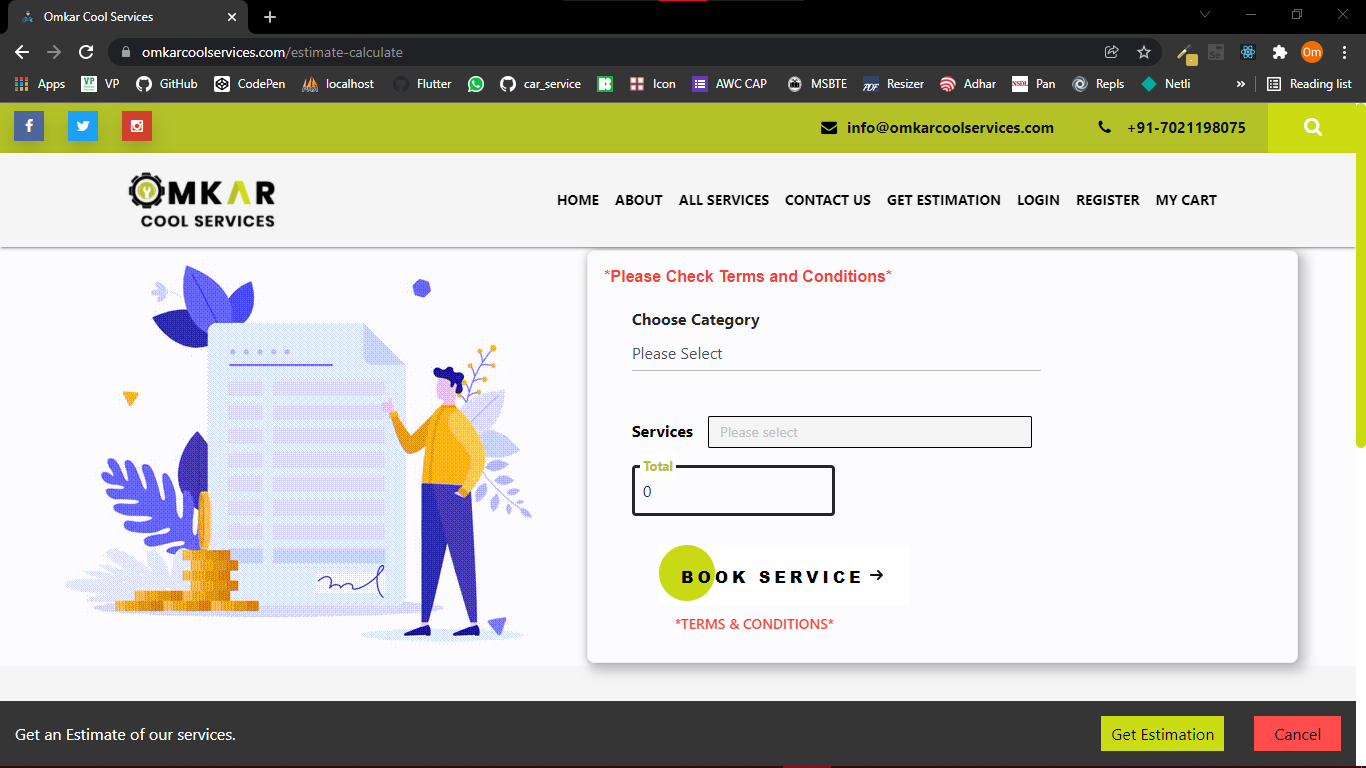 Omkar Cool Services
omkarcoolservices.com/estimate-calculate
Om
Apps VP VP GitHub CodePen localhost Flutter car_service Icon AWC CAP MSBTE Resizer Adhar NSDL Pan Repls Netli » Reading list
info@omkarcoolservices.com +91-7021198075
OMKAR
COOL SERVICES
HOME ABOUT ALL SERVICES CONTACT US GET ESTIMATION LOGIN REGISTER MY CART
*Please Check Terms and Conditions*
Choose Category
Please Select
Services Please select
Total
0
BOOK SERVICE →
*TERMS & CONDITIONS*
Get an Estimate of our services. Get Estimation Cancel